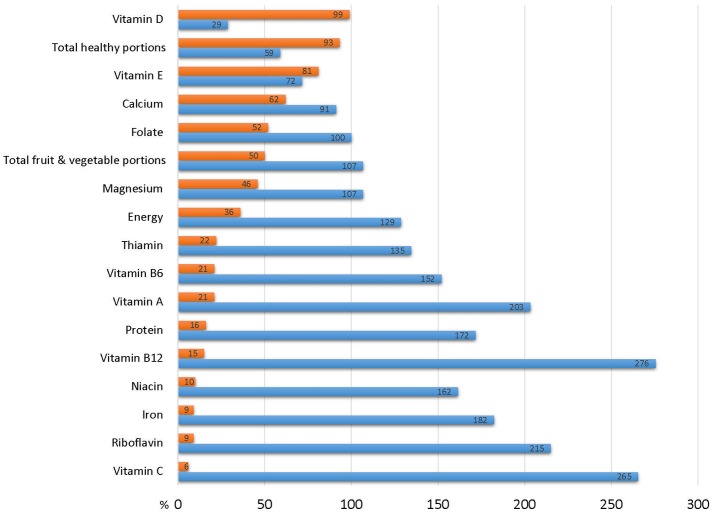 Vitamin D 99
29
Total healthy portions 93
59
Vitamin E 81
72
Calcium 62
91
Folate 52
100
Total fruit & vegetable portions 50
107
Magnesium 46
107
Energy 36
129
Thiamin 22
135
Vitamin B6 21
152
Vitamin A 21
203
Protein 16
172
Vitamin B12 15
276
Niacin 10
162
Iron 9
182
Riboflavin 9
215
Vitamin C 6
265
% 0 50 100 150 200 250 300